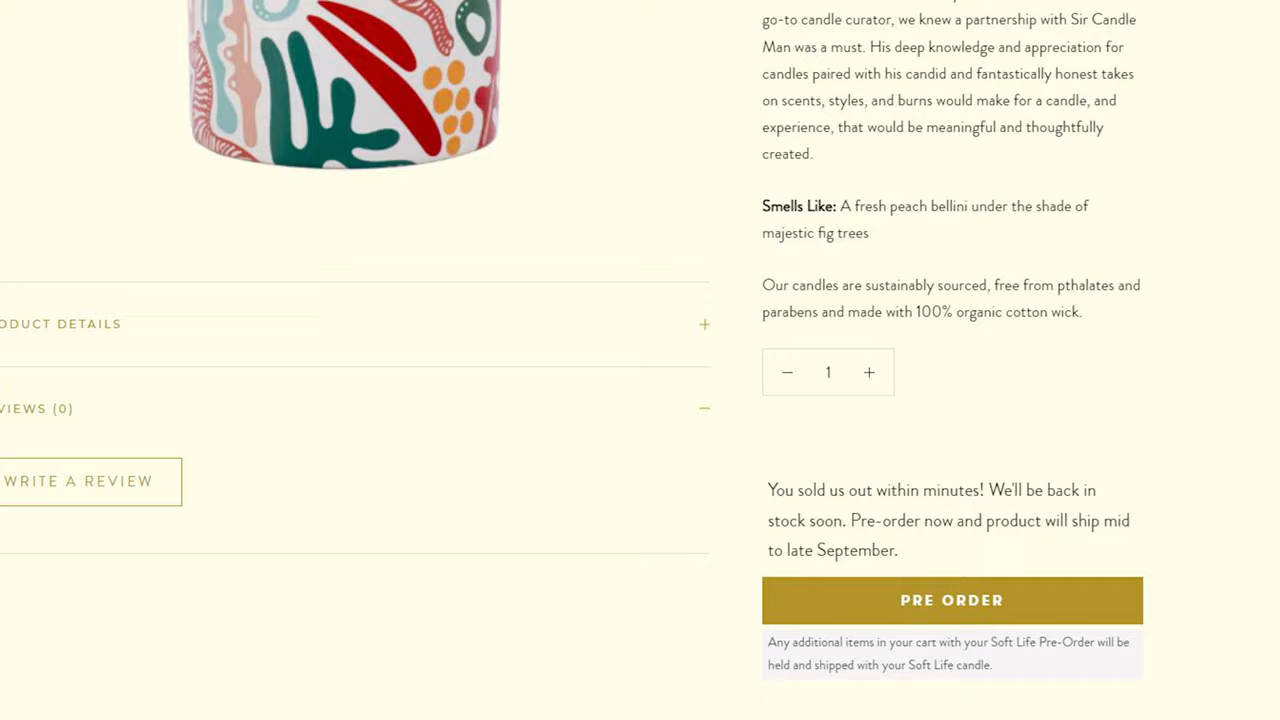 go-to candle curator, we knew a partnership with Sir Candle
Man was a must. His deep knowledge and appreciation for
candles paired with his candid and fantastically honest takes
on scents, styles, and burns would make for a candle, and
experience, that would be meaningful and thoughtfully
created.
Smells Like: A fresh peach bellini under the shade of
majestic fig trees
Our candles are sustainably sourced, free from pthalates and
parabens and made with 100% organic cotton wick.
ODUCT DETAILS +
− 1 +
VIEWS (0) −
WRITE A REVIEW
You sold us out within minutes! We'll be back in
stock soon. Pre-order now and product will ship mid
to late September.
PRE ORDER
Any additional items in your cart with your Soft Life Pre-Order will be
held and shipped with your Soft Life candle.